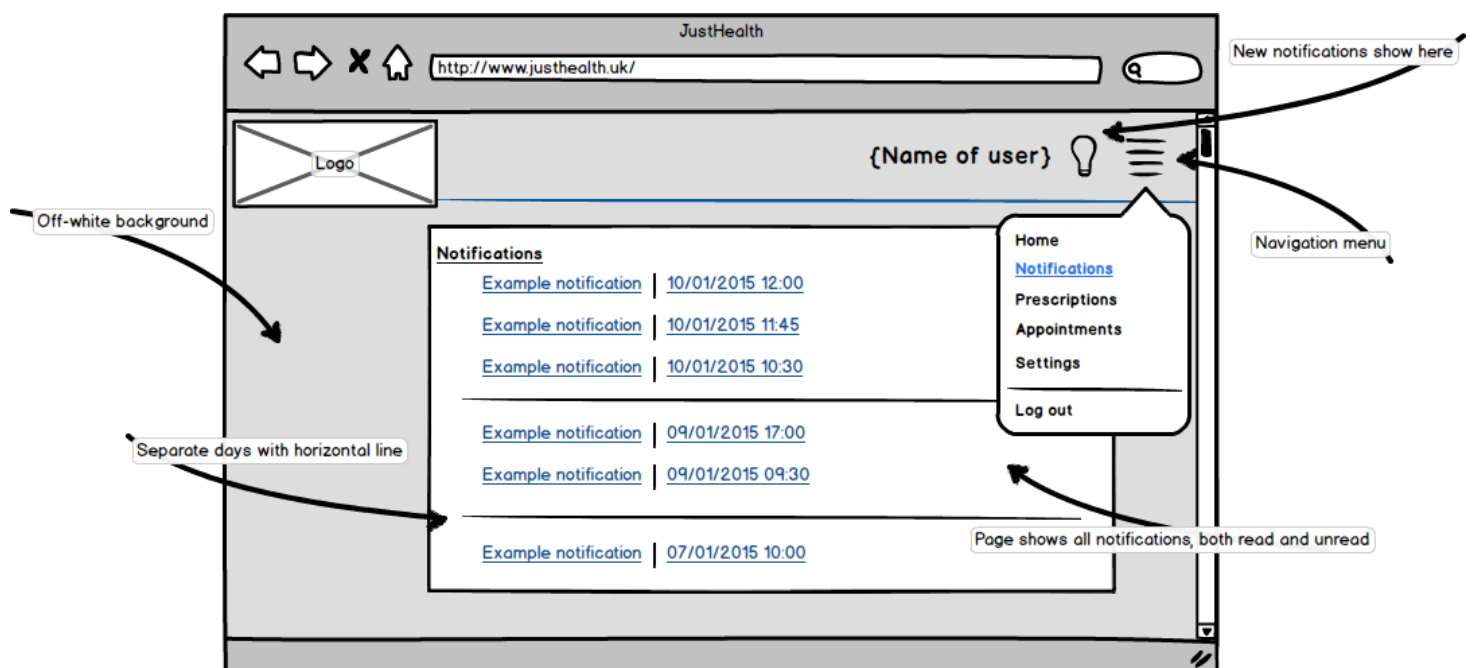 JustHealth
New notifications show here
http://www.justhealth.uk/
Logo
{Name of user}
Off-white background
Navigation menu
Home
Notifications
Prescriptions
Appointments
Settings
Log out
Notifications
Example notification | 10/01/2015 12:00
Example notification | 10/01/2015 11:45
Example notification | 10/01/2015 10:30
Example notification | 09/01/2015 17:00
Example notification | 09/01/2015 09:30
Example notification | 07/01/2015 10:00
Separate days with horizontal line
Page shows all notifications, both read and unread